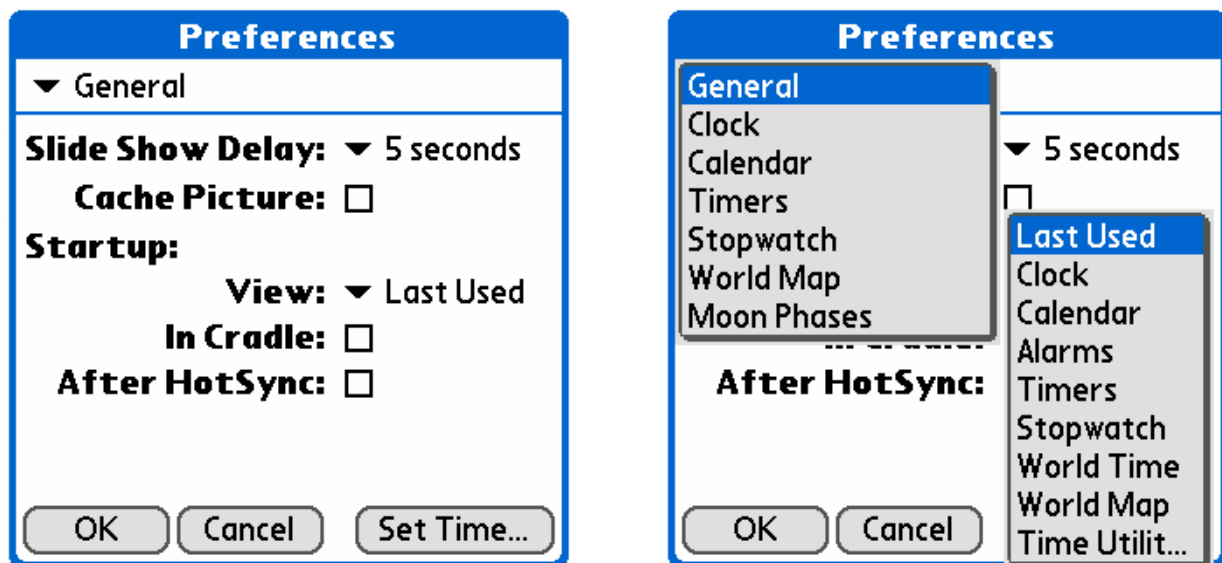 Preferences
General
Slide Show Delay: 5 seconds
Cache Picture:
Startup:
View: Last Used
In Cradle:
After HotSync:
OK Cancel Set Time...
Preferences
General
Clock
Calendar
Timers
Stopwatch
World Map
Moon Phases
5 seconds
Last Used
Clock
Calendar
Alarms
Timers
Stopwatch
World Time
World Map
Time Utilit...
After HotSync:
OK Cancel